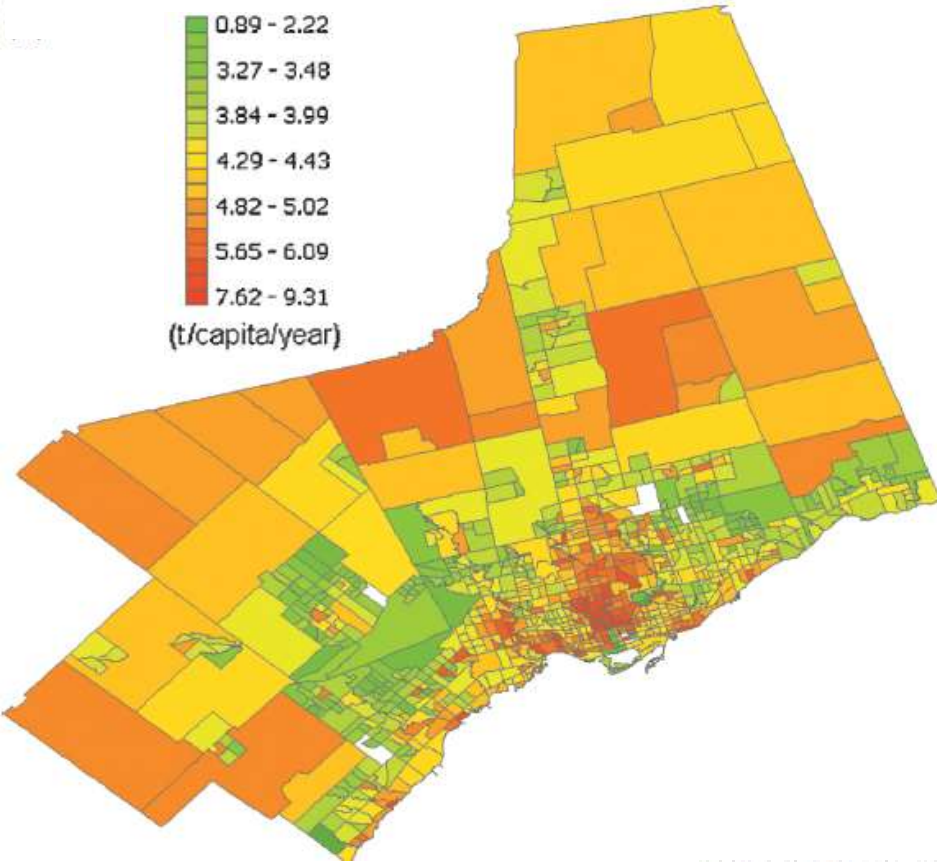 0.89 - 2.22
3.27 - 3.48
3.84 - 3.99
4.29 - 4.43
4.82 - 5.02
5.65 - 6.09
7.62 - 9.31
(t/capita/year)